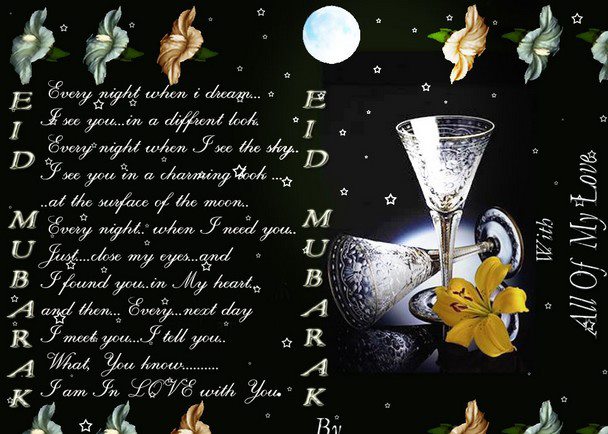 EID MUBARAK
Every night when i dream...
I see you...in a diffrent look
Every night when I see the sky..
I see you in a charming look ...
..at the surface of the moon..
Every night.. when I need you..
Just....close my eyes...and
I found you..in My heart..
and then... Every...next day
I meet you...I tell you..
What, You know..........
I am In LOVE with You.
EID MUBARAK
With
All Of My Love
By